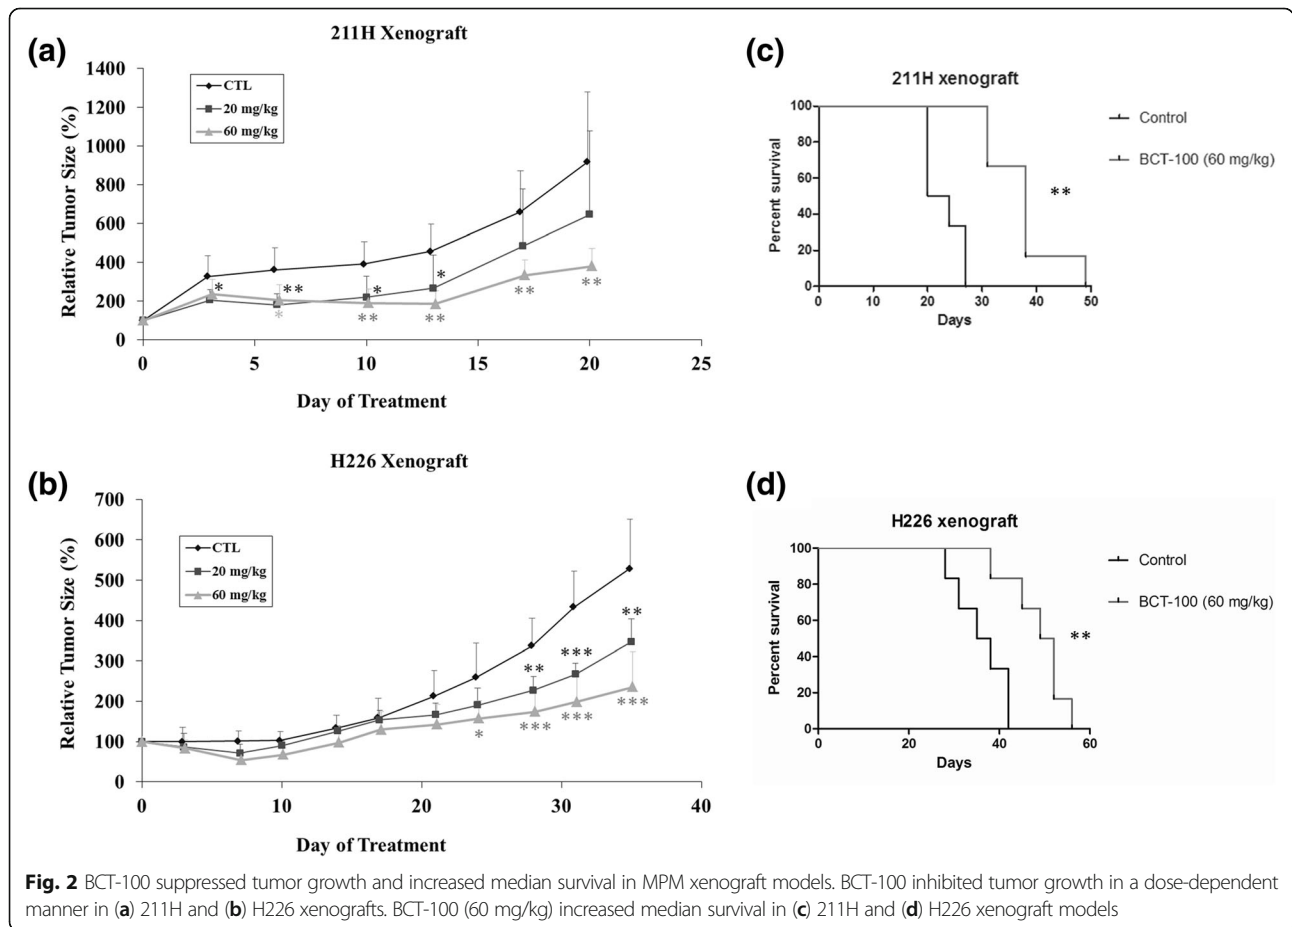 (a)
211H Xenograft
1400
1200
1000
800
600
400
200
0
Relative Tumor Size (%)
CTL
20 mg/kg
60 mg/kg
*
**
*
*
*
**
**
**
**
0 5 10 15 20 25
Day of Treatment
(c)
211H xenograft
100
80
60
40
20
0
Percent survival
Control
BCT-100 (60 mg/kg)
**
0 20 30 40 50
Days
(b)
H226 Xenograft
700
600
500
400
300
200
100
0
Relative Tumor Size (%)
CTL
20 mg/kg
60 mg/kg
**
***
**
*
***
***
***
0 10 20 30 40
Day of Treatment
(d)
H226 xenograft
100
80
60
40
20
0
Percent survival
Control
BCT-100 (60 mg/kg)
**
0 20 40 60
Days
Fig. 2 BCT-100 suppressed tumor growth and increased median survival in MPM xenograft models. BCT-100 inhibited tumor growth in a dose-dependent
manner in (a) 211H and (b) H226 xenografts. BCT-100 (60 mg/kg) increased median survival in (c) 211H and (d) H226 xenograft models